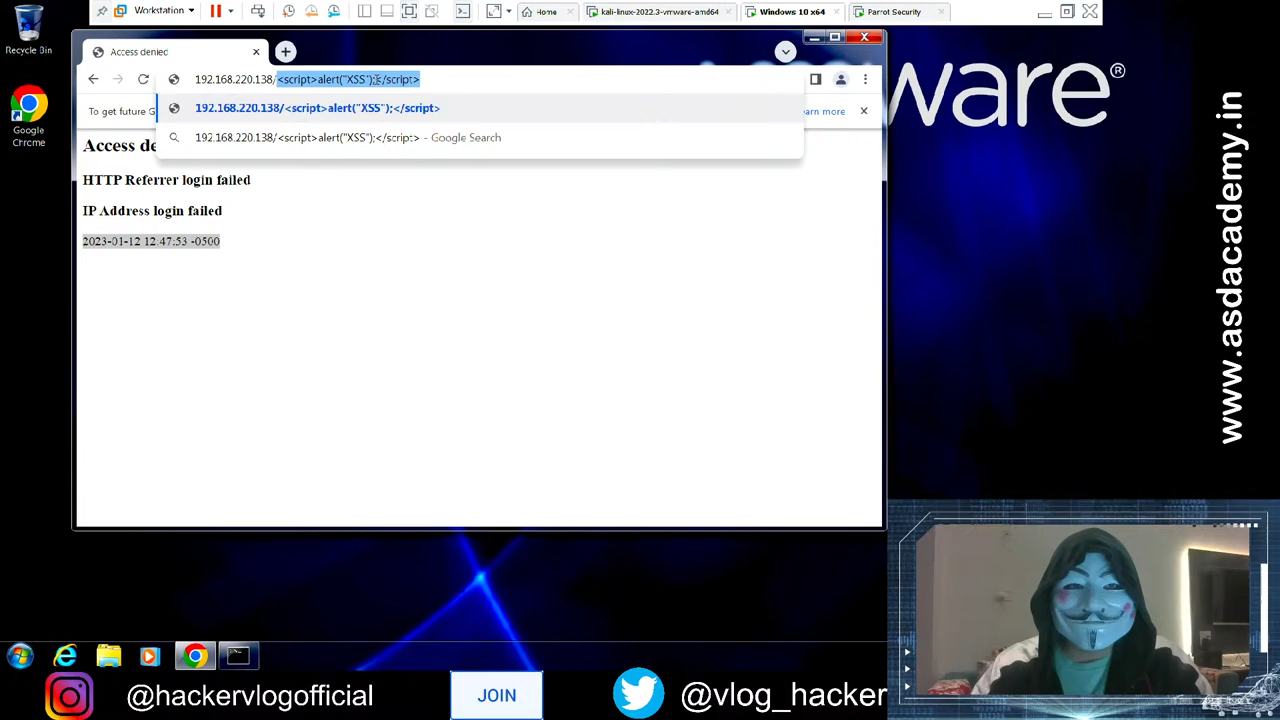 Workstation
Home
kali-linux-2022.3-vmware-amd64
Windows 10 x64
Parrot Security
Recycle Bin
Access denied
192.168.220.138/<script>alert("XSS");</script>
192.168.220.138/<script>alert("XSS");</script>
192.168.220.138/<script>alert("XSS");</script> - Google Search
To get future G
earn more
Google Chrome
Access de
HTTP Referrer login failed
IP Address login failed
2023-01-12 12:47:53 -0500
ware®
www.asdacademy.in
@hackervlogofficial
JOIN
@vlog_hacker